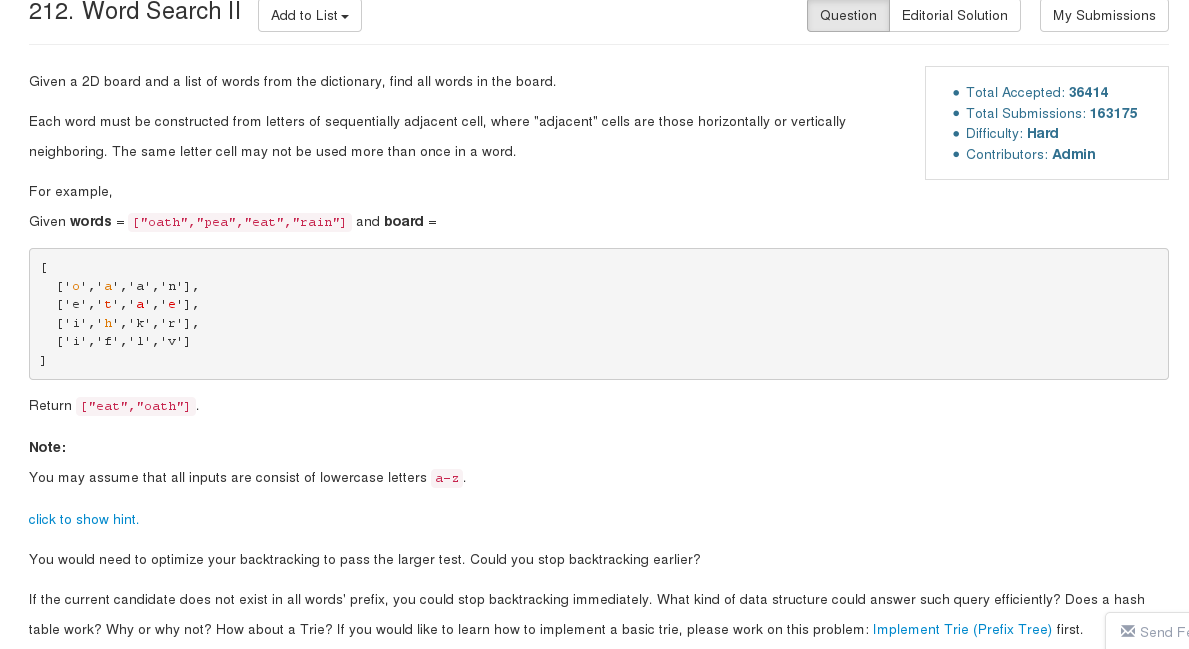 212. Word Search II
Add to List
Question
Editorial Solution
My Submissions
Given a 2D board and a list of words from the dictionary, find all words in the board.
Total Accepted: 36414
Total Submissions: 163175
Difficulty: Hard
Contributors: Admin
Each word must be constructed from letters of sequentially adjacent cell, where "adjacent" cells are those horizontally or vertically
neighboring. The same letter cell may not be used more than once in a word.
For example,
Given words = ["oath","pea","eat","rain"] and board =
[
['o','a','a','n'],
['e','t','a','e'],
['i','h','k','r'],
['i','f','l','v']
]
Return ["eat","oath"].
Note:
You may assume that all inputs are consist of lowercase letters a-z.
click to show hint.
You would need to optimize your backtracking to pass the larger test. Could you stop backtracking earlier?
If the current candidate does not exist in all words' prefix, you could stop backtracking immediately. What kind of data structure could answer such query efficiently? Does a hash
table work? Why or why not? How about a Trie? If you would like to learn how to implement a basic trie, please work on this problem: Implement Trie (Prefix Tree) first.
Send Fe